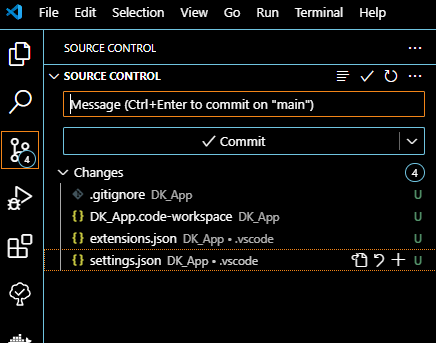 File Edit Selection View Go Run Terminal Help
SOURCE CONTROL ···
SOURCE CONTROL
Message (Ctrl+Enter to commit on "main")
Commit
4
Changes 4
.gitignore DK_App U
{} DK_App.code-workspace DK_App U
{} extensions.json DK_App • .vscode U
{} settings.json DK_App • .vscode U